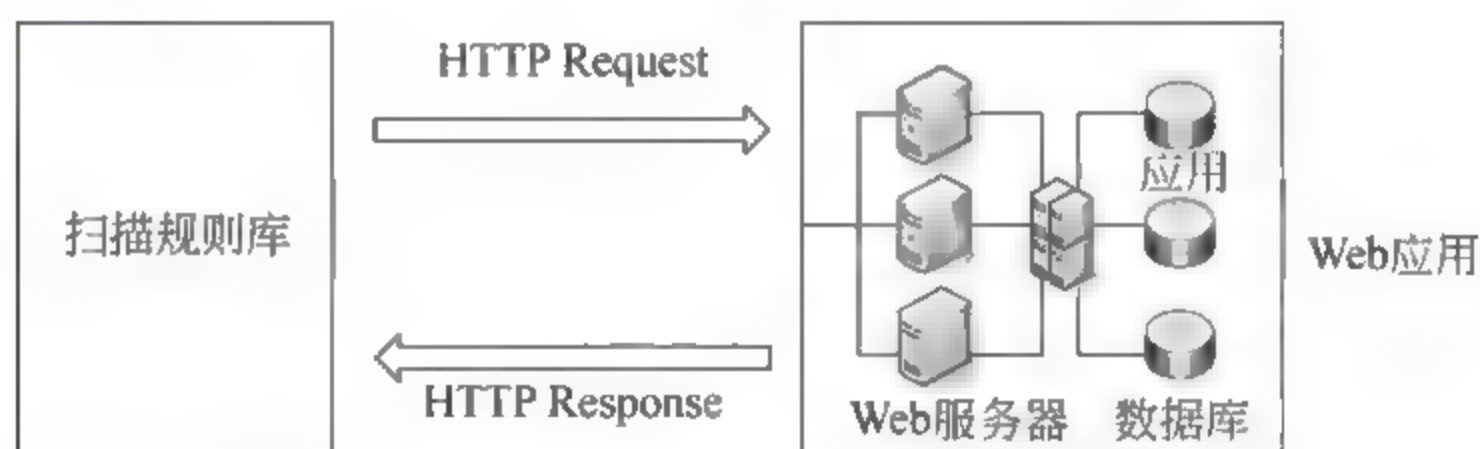 HTTP Request
扫描规则库
应用
Web应用
HTTP Response
Web服务器
数据库